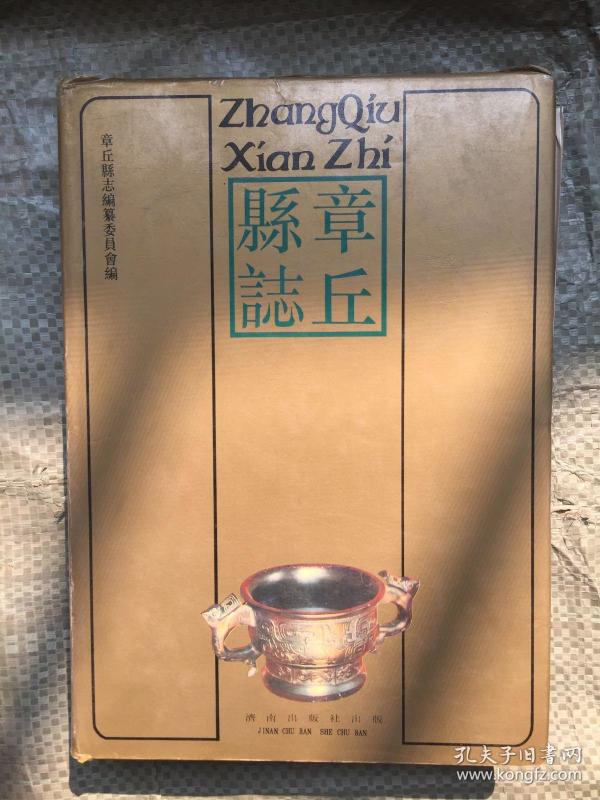 ZhangQiu
Xian Zhi
章丘
縣誌
章丘縣志編纂委員會編
濟南出版社出版
JINAN CHU BAN SHE CHU BAN
孔夫子旧书网
www.kongfz.com